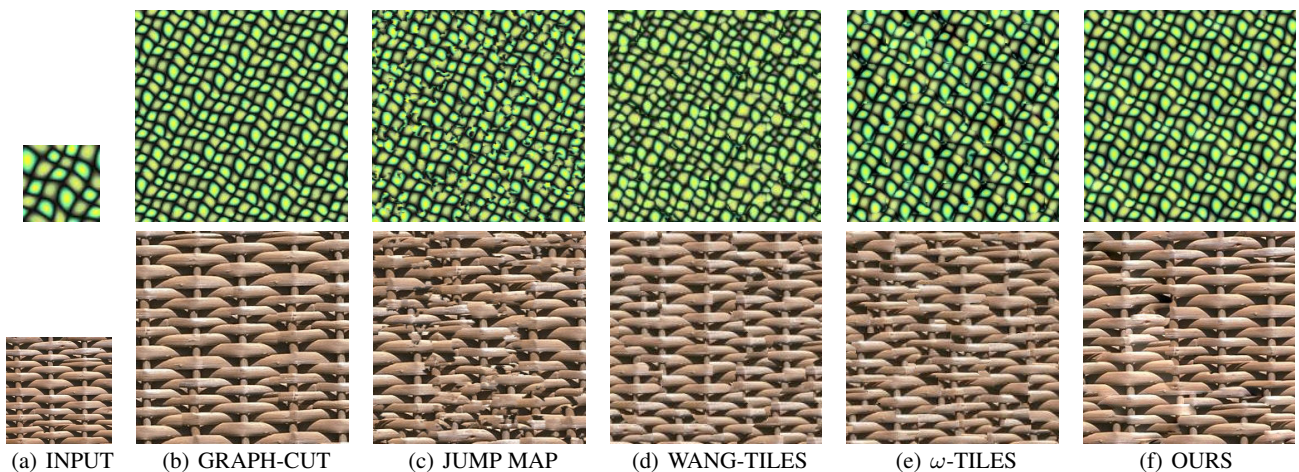 (a) INPUT (b) GRAPH-CUT (c) JUMP MAP (d) WANG-TILES (e) ω-TILES (f) OURS